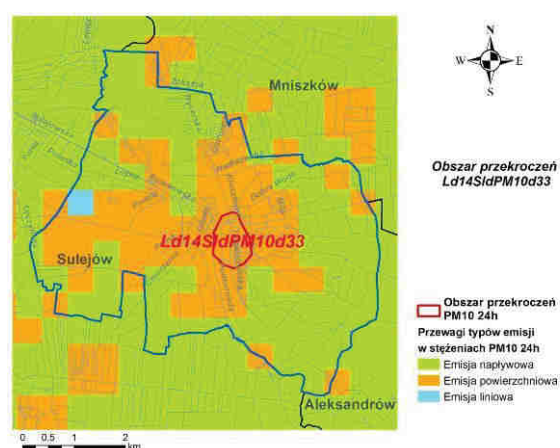 Mniszków
Ld14SldPM10d33
Sulejów
Aleksandrów
0 0.5 1 2
km
N
W E
S
Obszar przekroczeń
Ld14SldPM10d33
Obszar przekroczeń
PM10 24h
Przewagi typów emisji
w stężeniach PM10 24h
Emisja napływowa
Emisja powierzchniowa
Emisja liniowa